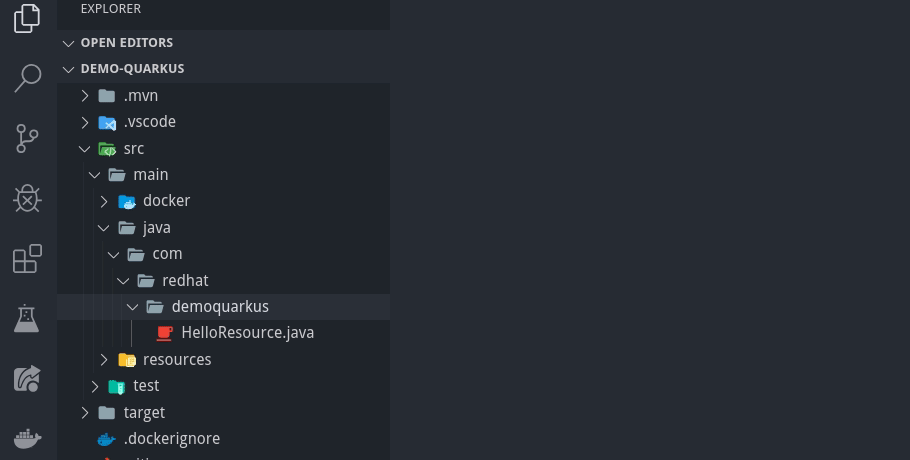 EXPLORER
OPEN EDITORS
DEMO-QUARKUS
.mvn
.vscode
src
main
docker
java
com
redhat
demoquarkus
HelloResource.java
resources
test
target
.dockerignore